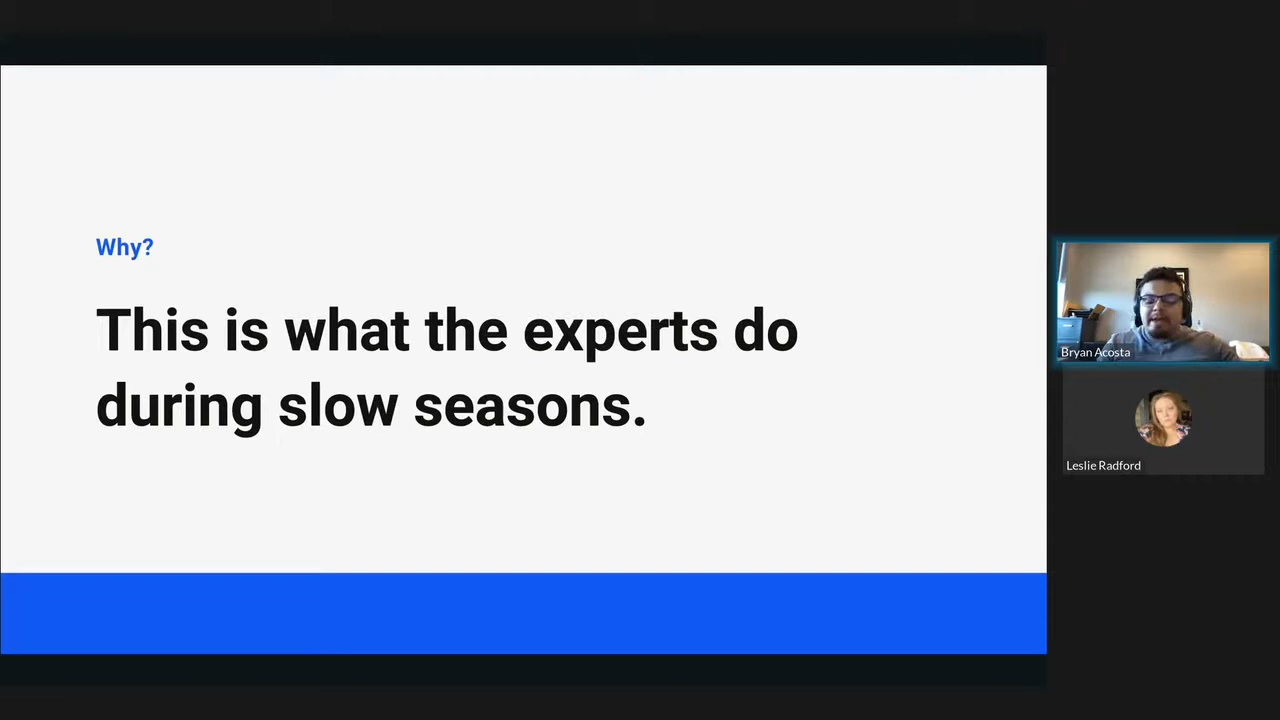 Why?
This is what the experts do
during slow seasons.
Bryan Acosta
Leslie Radford